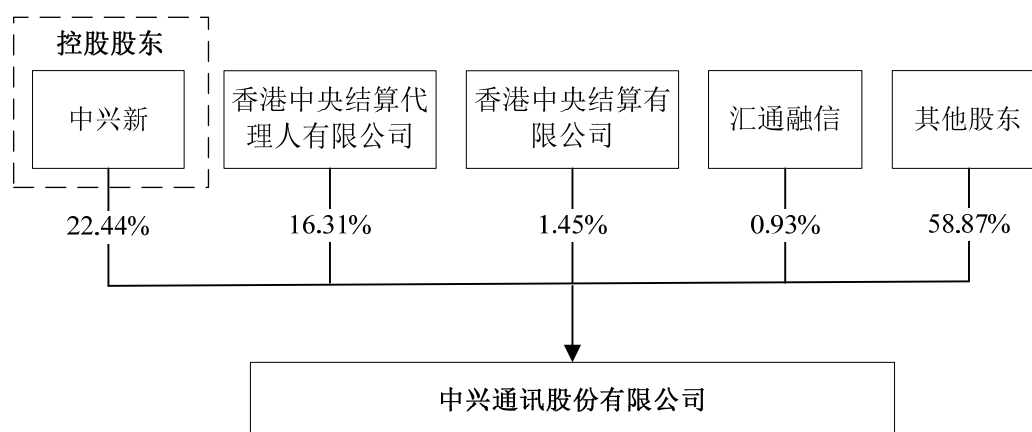 控股股东
中兴新
香港中央结算代
理人有限公司
香港中央结算有
限公司
汇通融信
其他股东
22.44%
16.31%
1.45%
0.93%
58.87%
中兴通讯股份有限公司